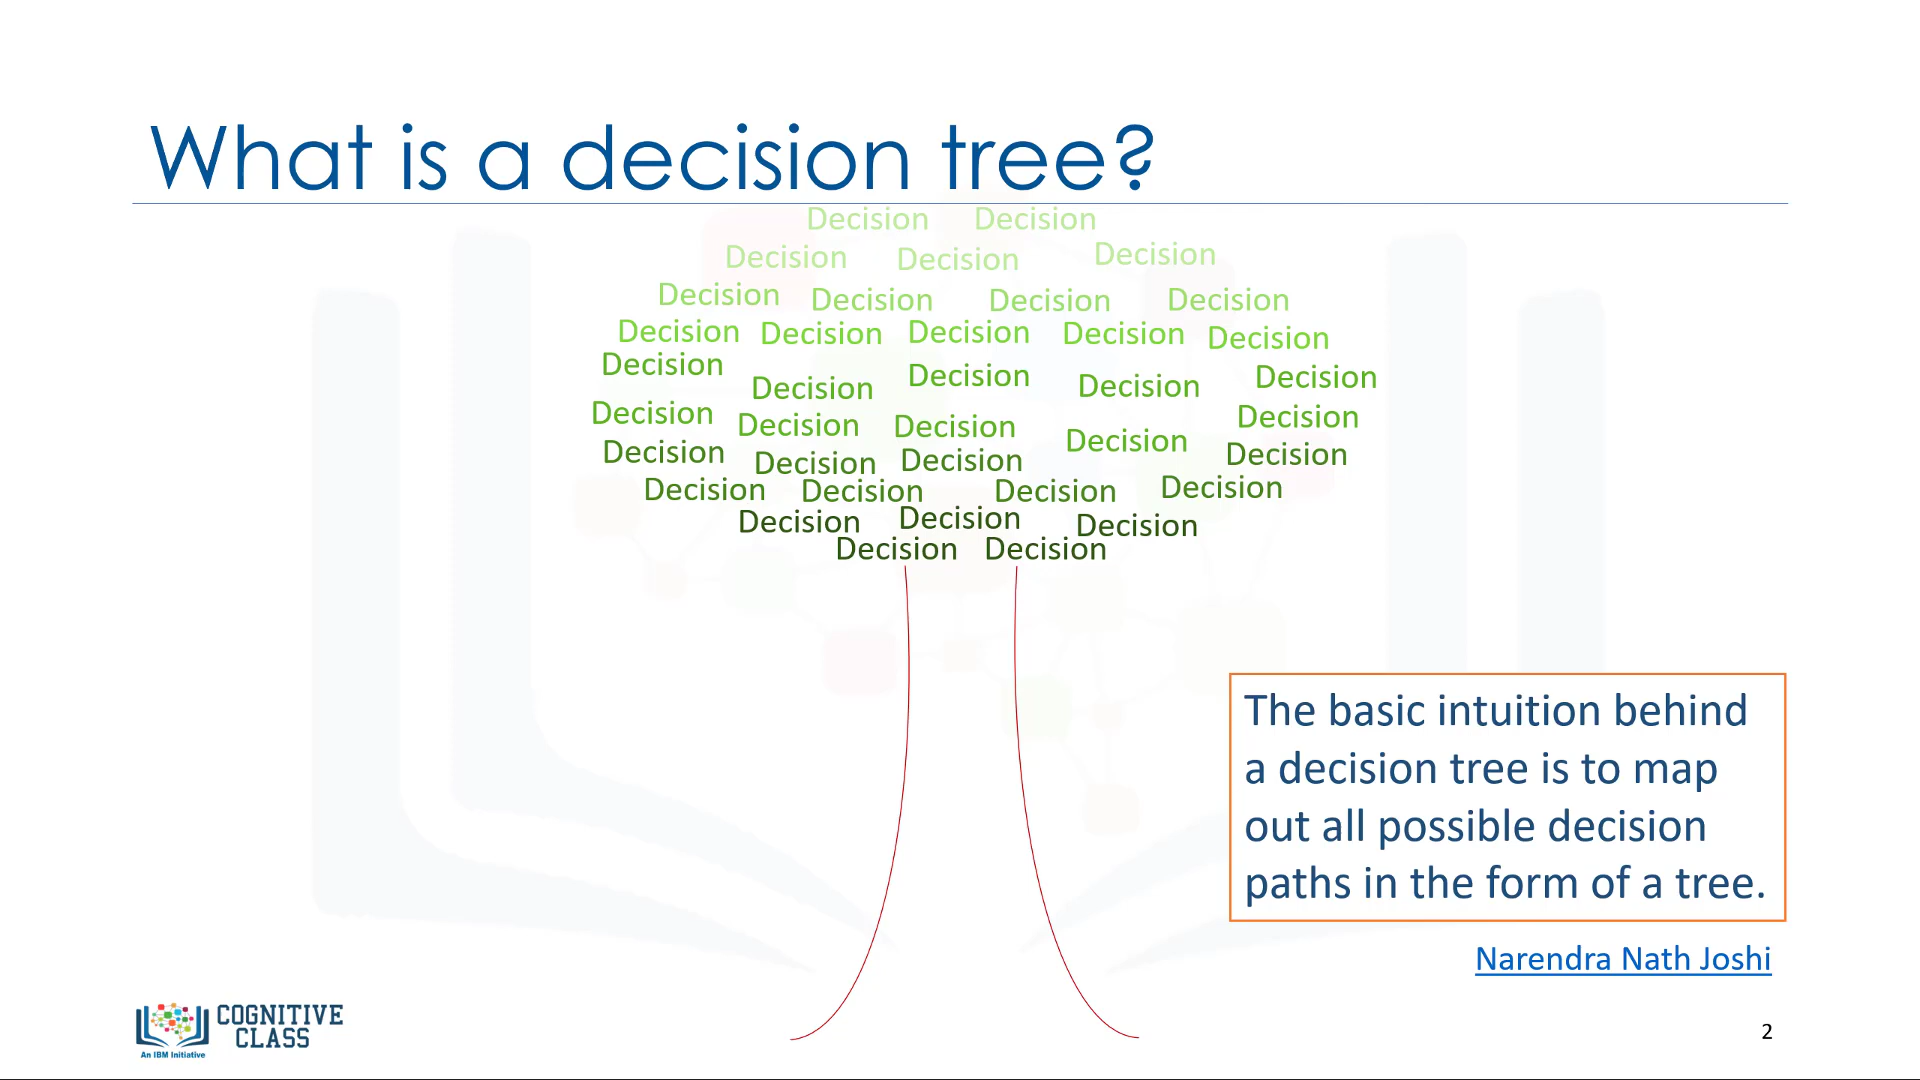 What is a decision tree?
Decision Decision
Decision Decision Decision
Decision Decision Decision Decision
Decision Decision Decision Decision Decision
Decision Decision Decision Decision Decision
Decision Decision Decision Decision Decision
Decision Decision Decision Decision
Decision Decision Decision Decision
Decision Decision Decision
Decision Decision
The basic intuition behind
a decision tree is to map
out all possible decision
paths in the form of a tree.
Narendra Nath Joshi
COGNITIVE
CLASS
An IBM Initiative
2